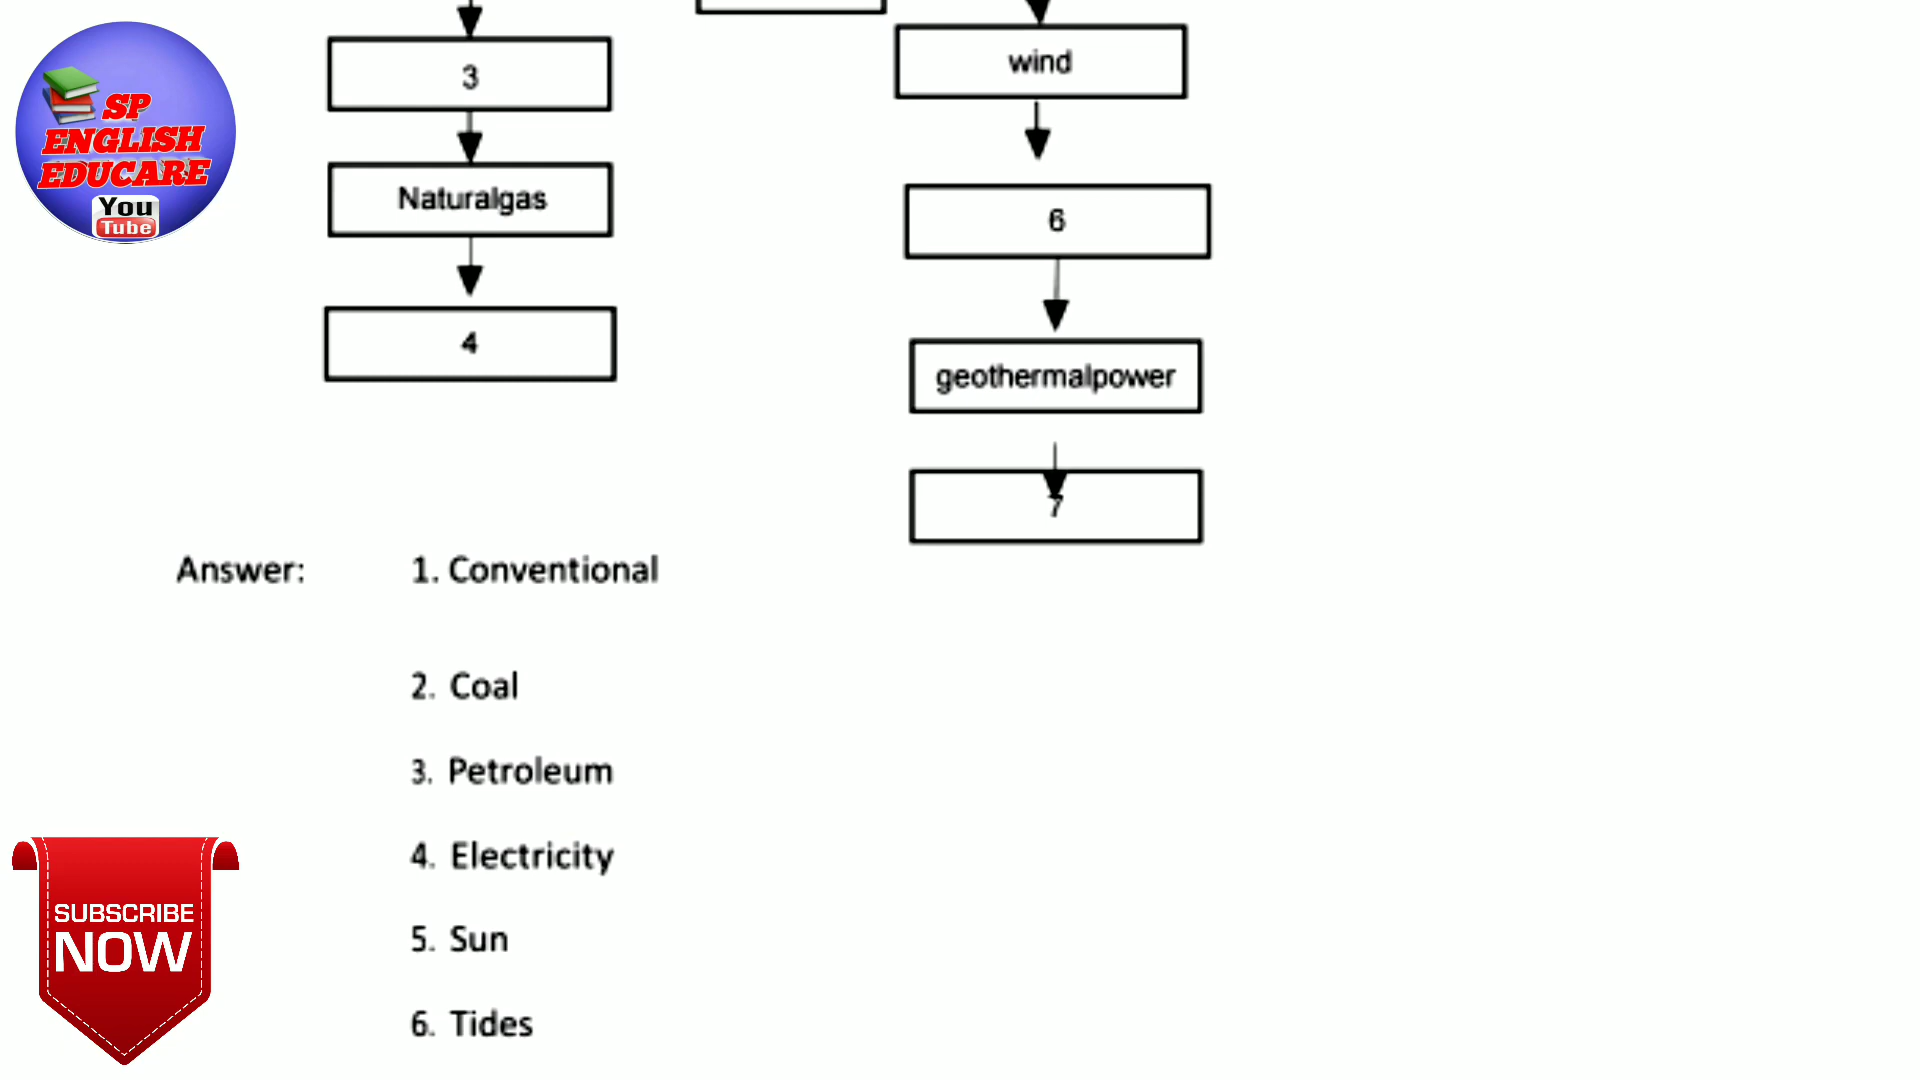 SP
ENGLISH
EDUCARE
You
Tube
3
Naturalgas
4
wind
6
geothermalpower
7
Answer: 1. Conventional
2. Coal
3. Petroleum
4. Electricity
5. Sun
6. Tides
SUBSCRIBE
NOW